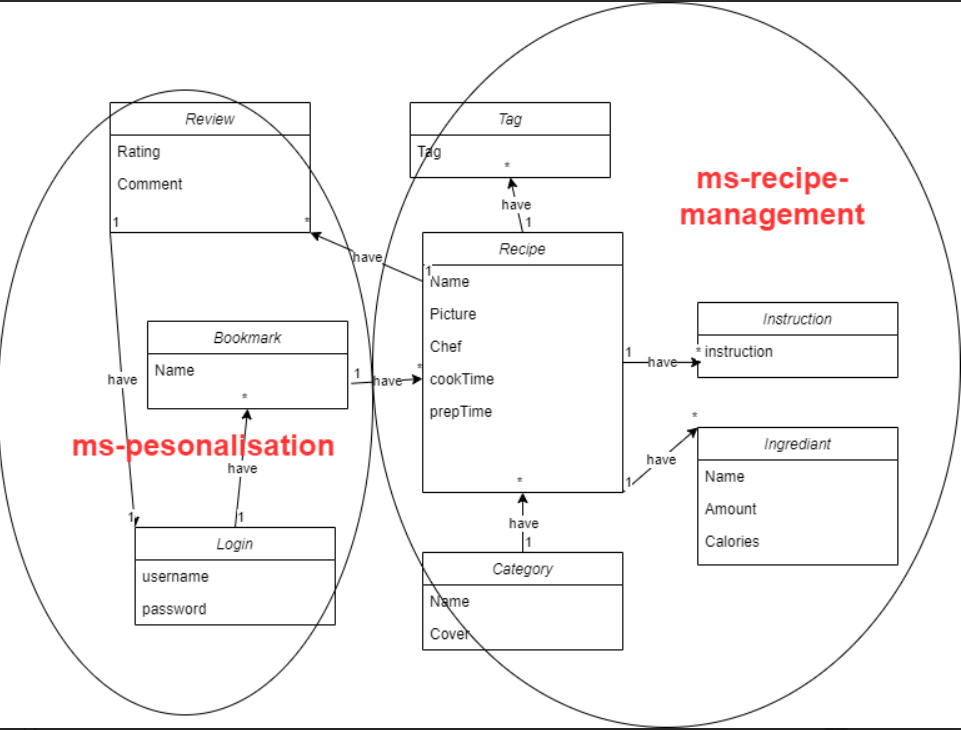 Review
Rating
Comment
1
*
Tag
Tag
*
have
1
ms-recipe-
management
have
Recipe
1
Name
Picture
Chef
cookTime
prepTime
*
Instruction
instruction
1
have
*
Bookmark
Name
*
1
have
*
have
ms-pesonalisation
have
1
1
Login
username
password
1
have
*
Ingrediant
Name
Amount
Calories
have
1
Category
Name
Cover